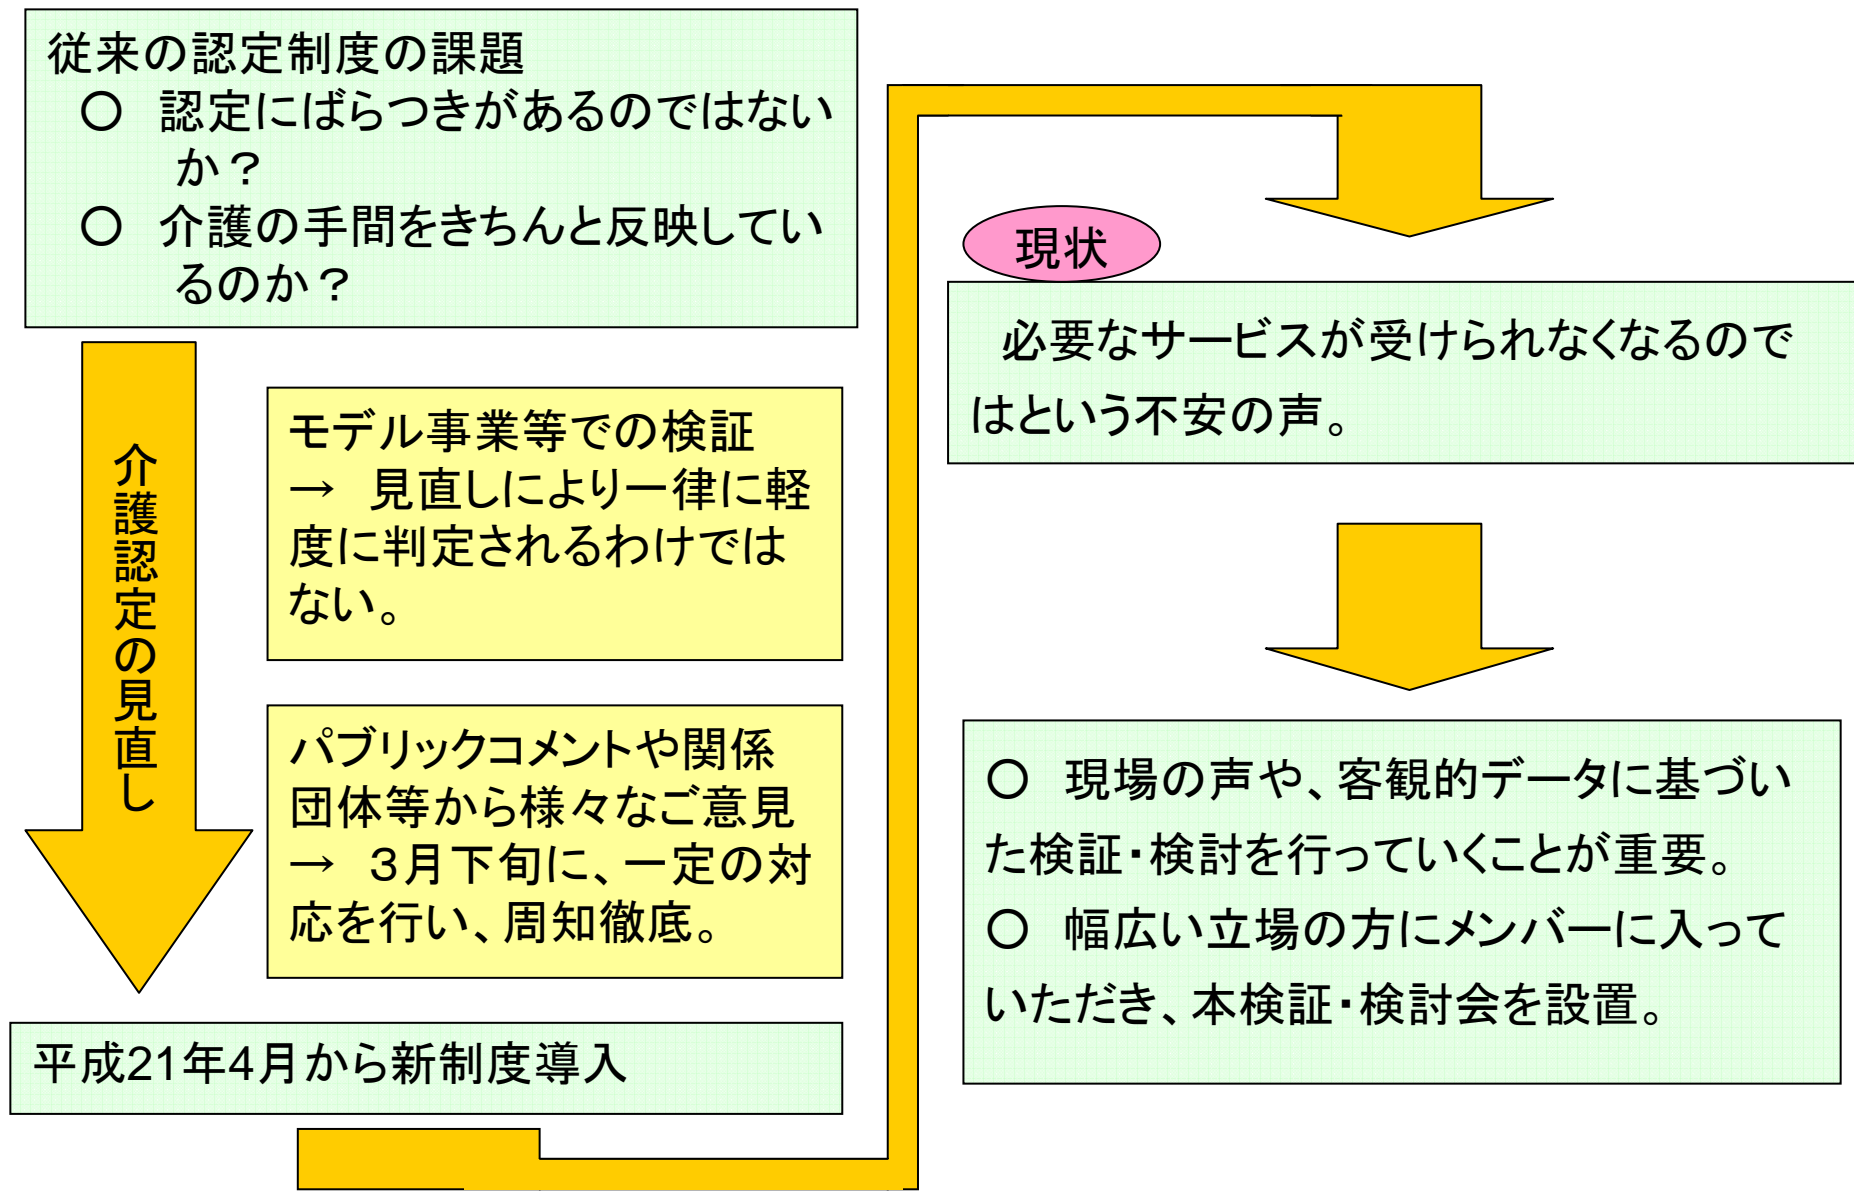 従来の認定制度の課題
○ 認定にばらつきがあるのではない
か？
○ 介護の手間をきちんと反映してい
るのか？
介護認定の見直し
モデル事業等での検証
→ 見直しにより一律に軽
度に判定されるわけでは
ない。
パブリックコメントや関係
団体等から様々なご意見
→ ３月下旬に、一定の対
応を行い、周知徹底。
平成21年4月から新制度導入
現状
必要なサービスが受けられなくなるので
はという不安の声。
○ 現場の声や、客観的データに基づい
た検証・検討を行っていくことが重要。
○ 幅広い立場の方にメンバーに入って
いただき、本検証・検討会を設置。